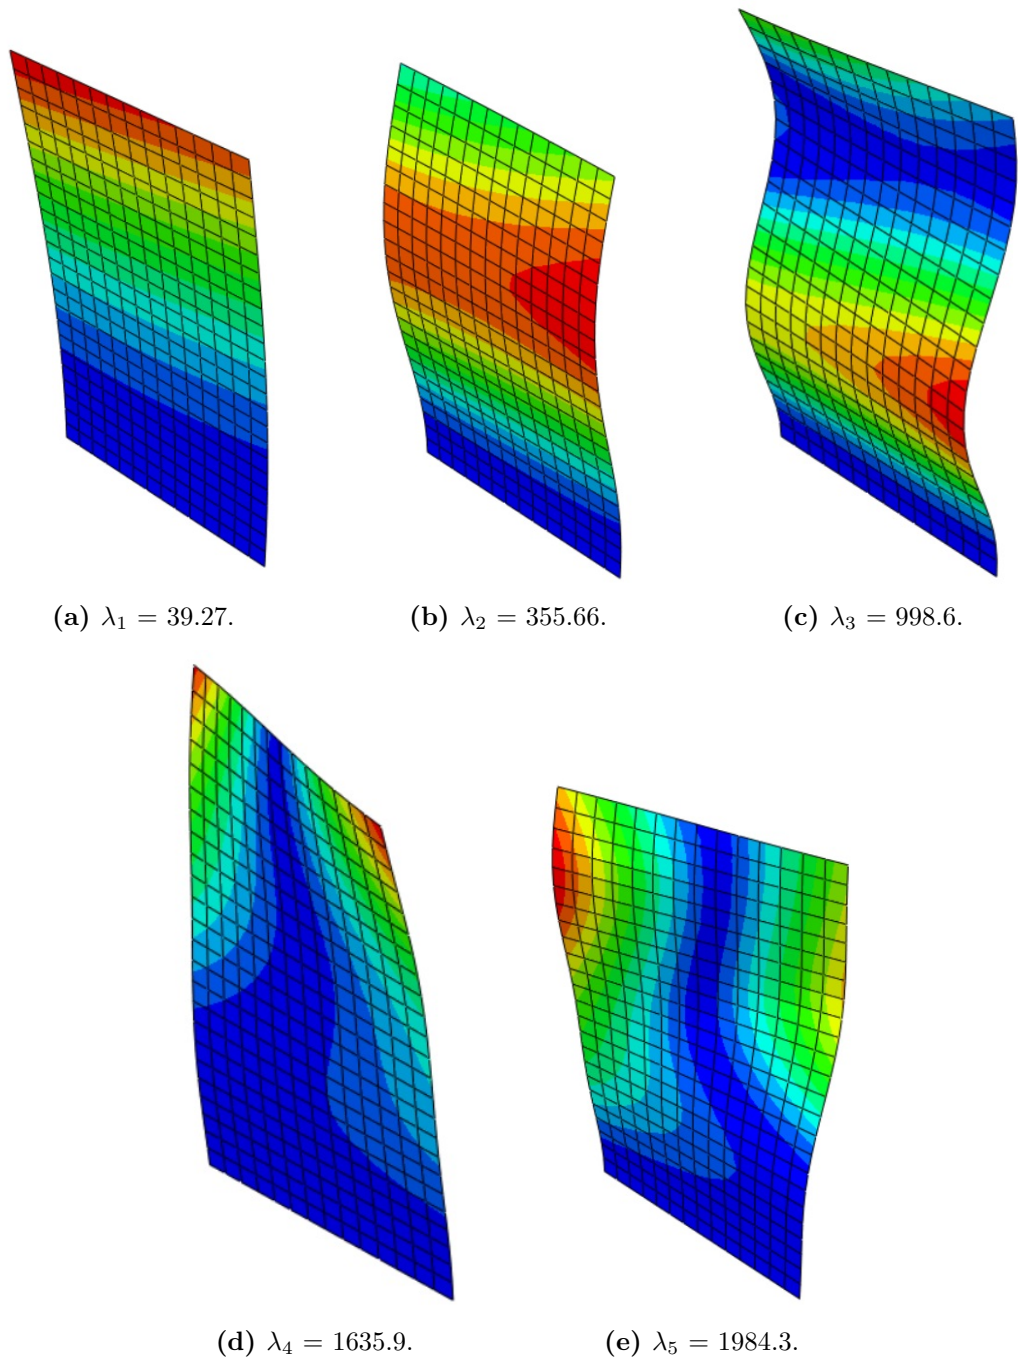 (a) λ₁ = 39.27.
(b) λ₂ = 355.66.
(c) λ₃ = 998.6.
(d) λ₄ = 1635.9.
(e) λ₅ = 1984.3.